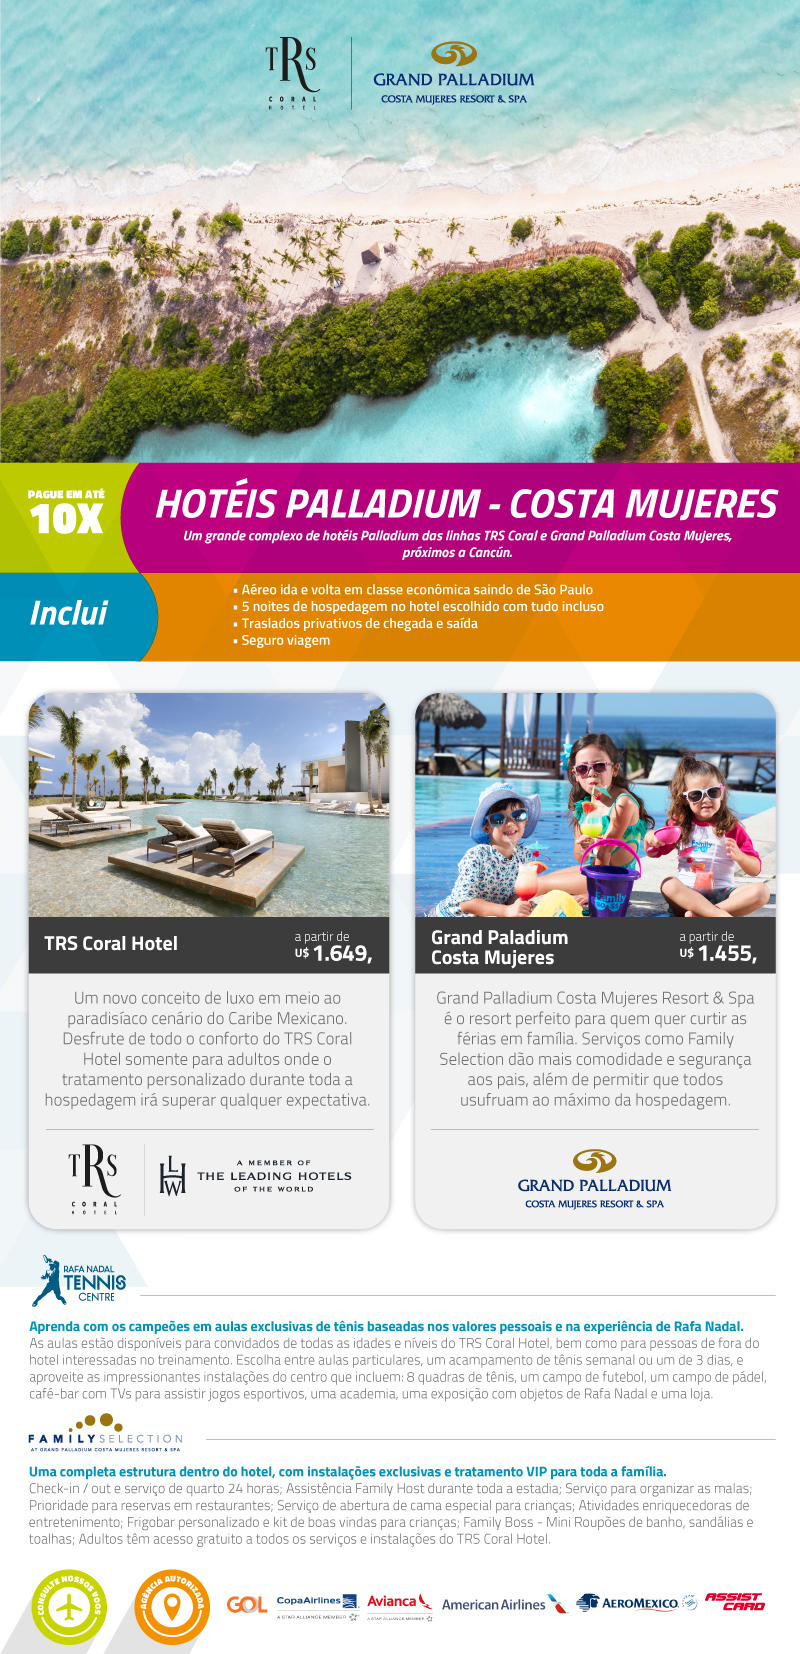 TRS
CORAL
HOTEL
GRAND PALLADIUM
COSTA MUJERES RESORT & SPA
PAGUE EM ATÉ
10X
HOTÉIS PALLADIUM - COSTA MUJERES
Um grande complexo de hotéis Palladium das linhas TRS Coral e Grand Palladium Costa Mujeres,
próximos a Cancún.
Inclui
• Aéreo ida e volta em classe econômica saindo de São Paulo
• 5 noites de hospedagem no hotel escolhido com tudo incluso
• Traslados privativos de chegada e saída
• Seguro viagem
TRS Coral Hotel
a partir de
U$ 1.649,
Um novo conceito de luxo em meio ao
paradisíaco cenário do Caribe Mexicano.
Desfrute de todo o conforto do TRS Coral
Hotel somente para adultos onde o
tratamento personalizado durante toda a
hospedagem irá superar qualquer expectativa.
TRS
CORAL
HOTEL
LHW
A MEMBER OF
THE LEADING HOTELS
OF THE WORLD
Family
Grand Paladium
Costa Mujeres
a partir de
U$ 1.455,
Grand Palladium Costa Mujeres Resort & Spa
é o resort perfeito para quem quer curtir as
férias em família. Serviços como Family
Selection dão mais comodidade e segurança
aos pais, além de permitir que todos
usufruam ao máximo da hospedagem.
GRAND PALLADIUM
COSTA MUJERES RESORT & SPA
RAFA NADAL
TENNIS
CENTRE
Aprenda com os campeões em aulas exclusivas de tênis baseadas nos valores pessoais e na experiência de Rafa Nadal.
As aulas estão disponíveis para convidados de todas as idades e níveis do TRS Coral Hotel, bem como para pessoas de fora do
hotel interessadas no treinamento. Escolha entre aulas particulares, um acampamento de tênis semanal ou um de 3 dias, e
aproveite as impressionantes instalações do centro que incluem: 8 quadras de tênis, um campo de futebol, um campo de pádel,
café-bar com TVs para assistir jogos esportivos, uma academia, uma exposição com objetos de Rafa Nadal e uma loja.
FAMILY SELECTION
AT GRAND PALLADIUM COSTA MUJERES RESORT & SPA
Uma completa estrutura dentro do hotel, com instalações exclusivas e tratamento VIP para toda a família.
Check-in / out e serviço de quarto 24 horas; Assistência Family Host durante toda a estadia; Serviço para organizar as malas;
Prioridade para reservas em restaurantes; Serviço de abertura de cama especial para crianças; Atividades enriquecedoras de
entretenimento; Frigobar personalizado e kit de boas vindas para crianças; Family Boss - Mini Roupões de banho, sandálias e
toalhas; Adultos têm acesso gratuito a todos os serviços e instalações do TRS Coral Hotel.
CONSULTE NOSSOS VOOS
AGÊNCIA AUTORIZADA
GOL
CopaAirlines
A STAR ALLIANCE MEMBER
Avianca
A STAR ALLIANCE MEMBER
American Airlines
AEROMEXICO
ASSIST
CARD